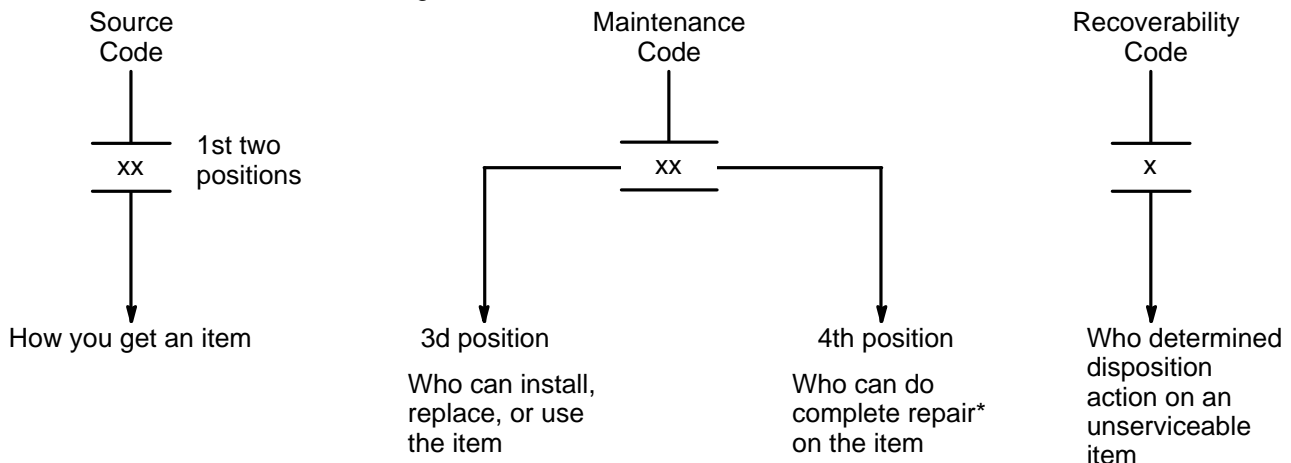 Source
Code
xx
1st two
positions
How you get an item
Maintenance
Code
xx
3d position
Who can install,
replace, or use
the item
4th position
Who can do
complete repair*
on the item
Recoverability
Code
x
Who determined
disposition
action on an
unserviceable
item